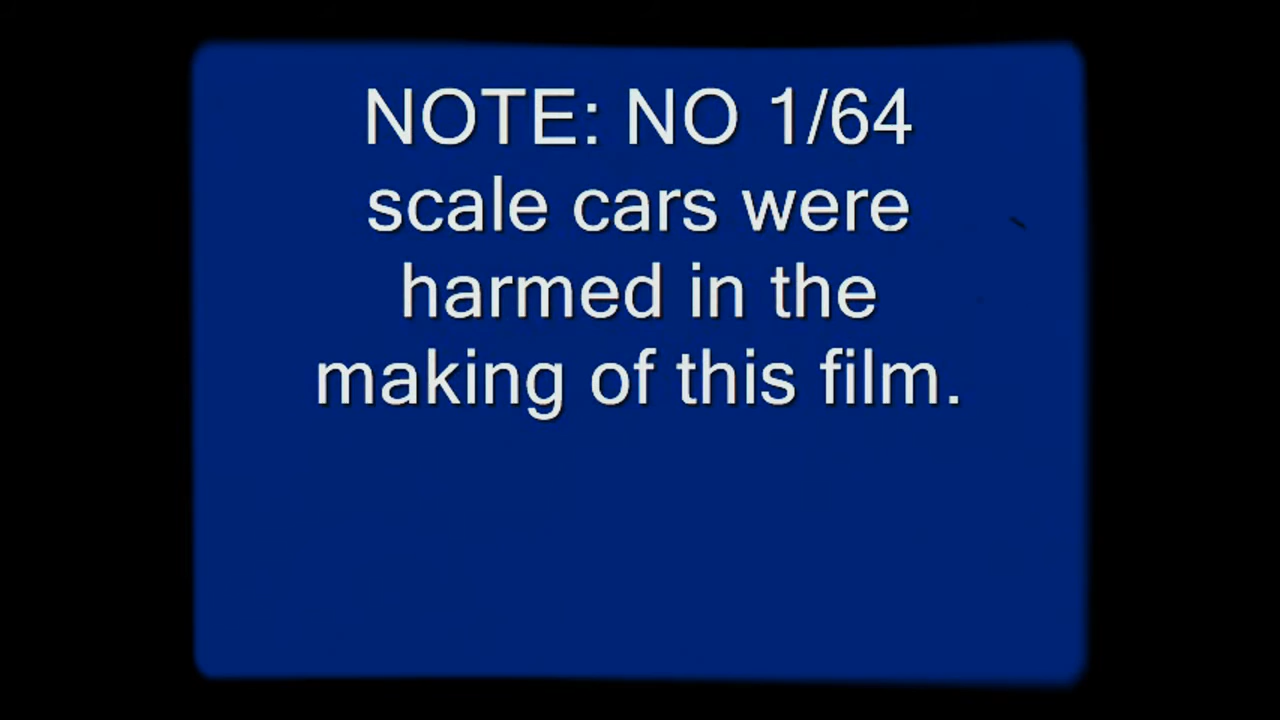 NOTE: NO 1/64
scale cars were
harmed in the
making of this film.